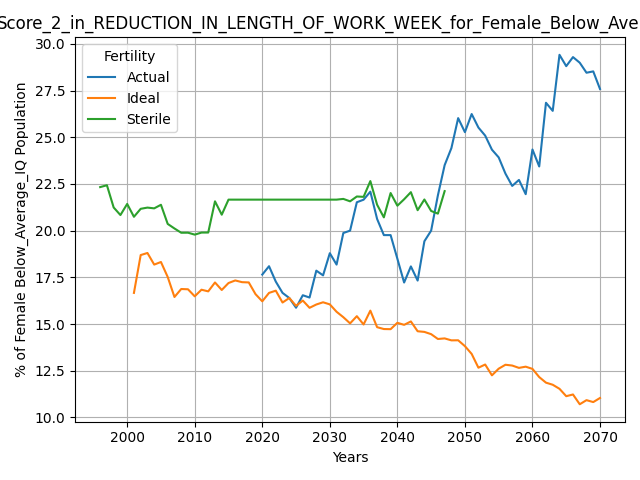 Score_2_in_REDUCTION_IN_LENGTH_OF_WORK_WEEK_for_Female_Below_Ave
Fertility
Actual
Ideal
Sterile
% of Female Below_Average_IQ Population
30.0
27.5
25.0
22.5
20.0
17.5
15.0
12.5
10.0
2000 2010 2020 2030 2040 2050 2060 2070
Years